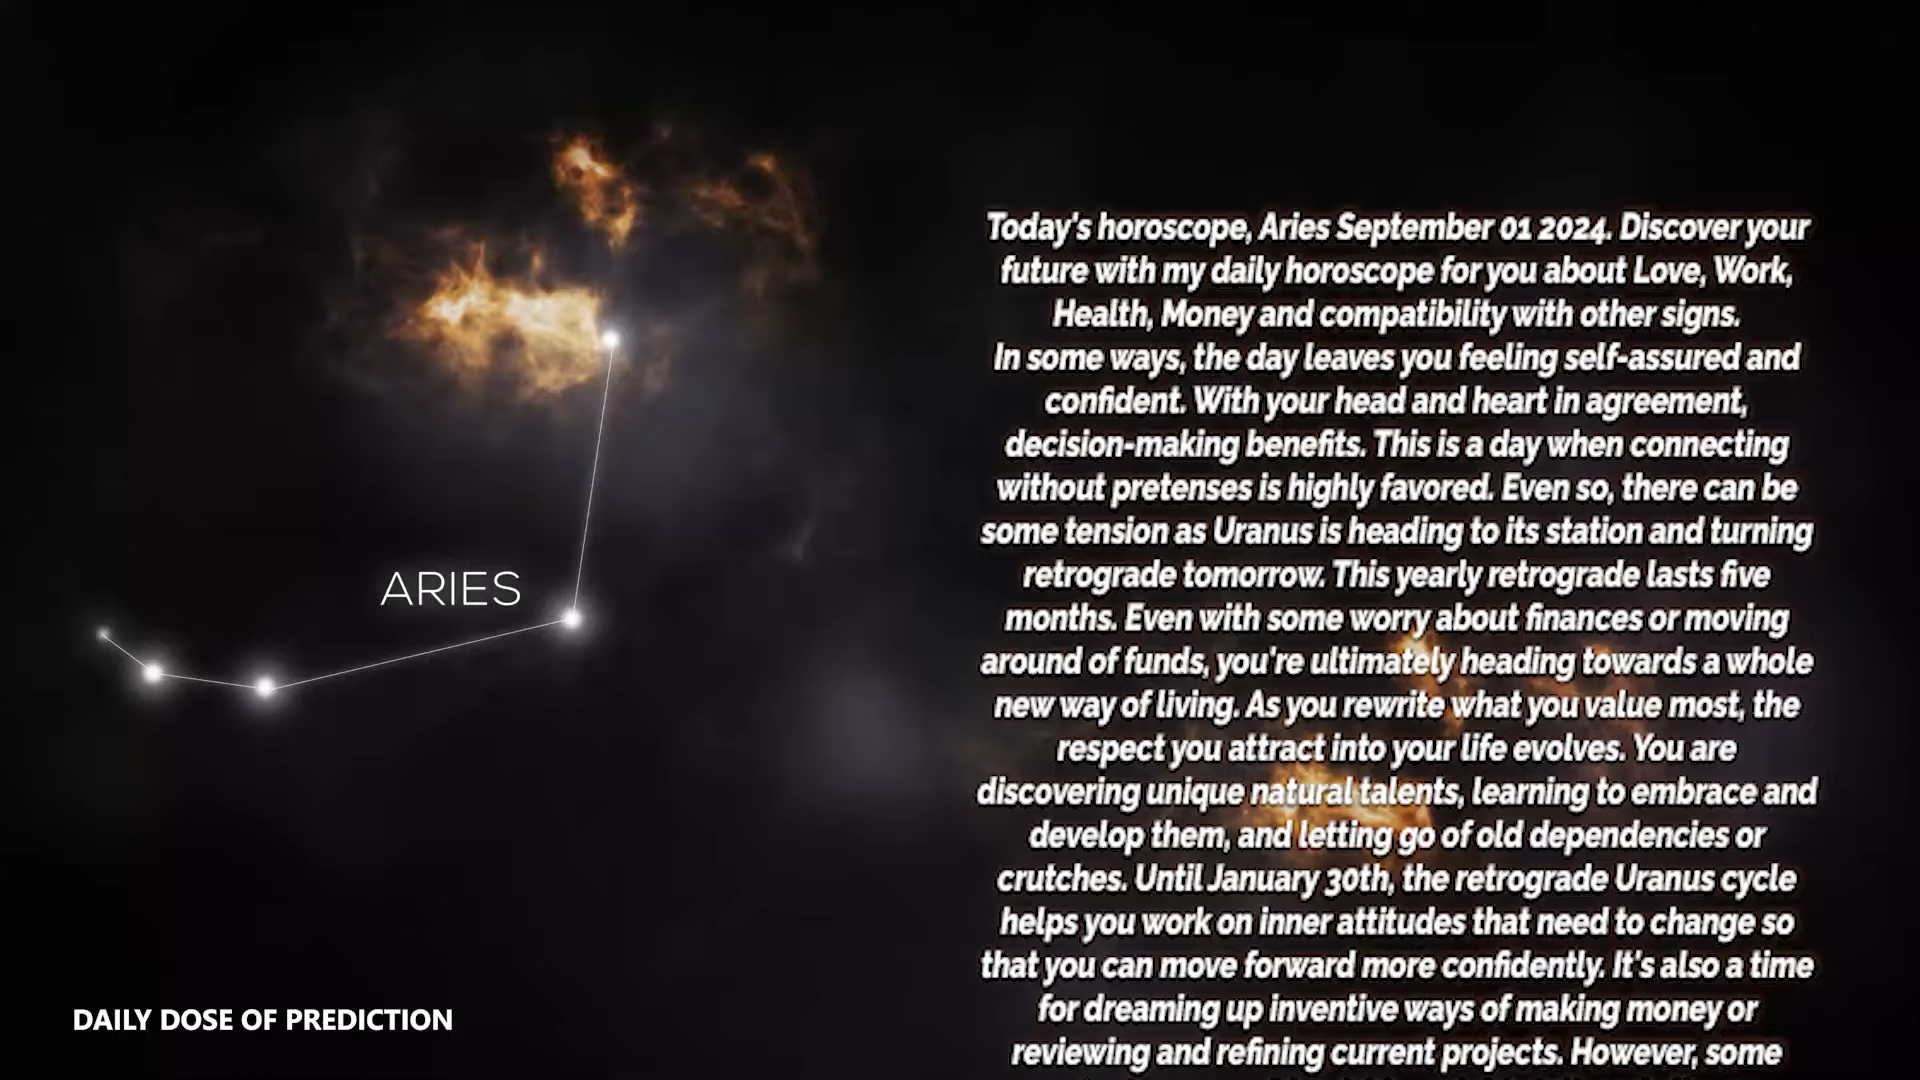 ARIES
DAILY DOSE OF PREDICTION
Today's horoscope, Aries September 01 2024. Discover your
future with my daily horoscope for you about Love, Work,
Health, Money and compatibility with other signs.
In some ways, the day leaves you feeling self-assured and
confident. With your head and heart in agreement,
decision-making benefits. This is a day when connecting
without pretenses is highly favored. Even so, there can be
some tension as Uranus is heading to its station and turning
retrograde tomorrow. This yearly retrograde lasts five
months. Even with some worry about finances or moving
around of funds, you're ultimately heading towards a whole
new way of living. As you rewrite what you value most, the
respect you attract into your life evolves. You are
discovering unique natural talents, learning to embrace and
develop them, and letting go of old dependencies or
crutches. Until January 30th, the retrograde Uranus cycle
helps you work on inner attitudes that need to change so
that you can move forward more confidently. It's also a time
for dreaming up inventive ways of making money or
reviewing and refining current projects. However, some